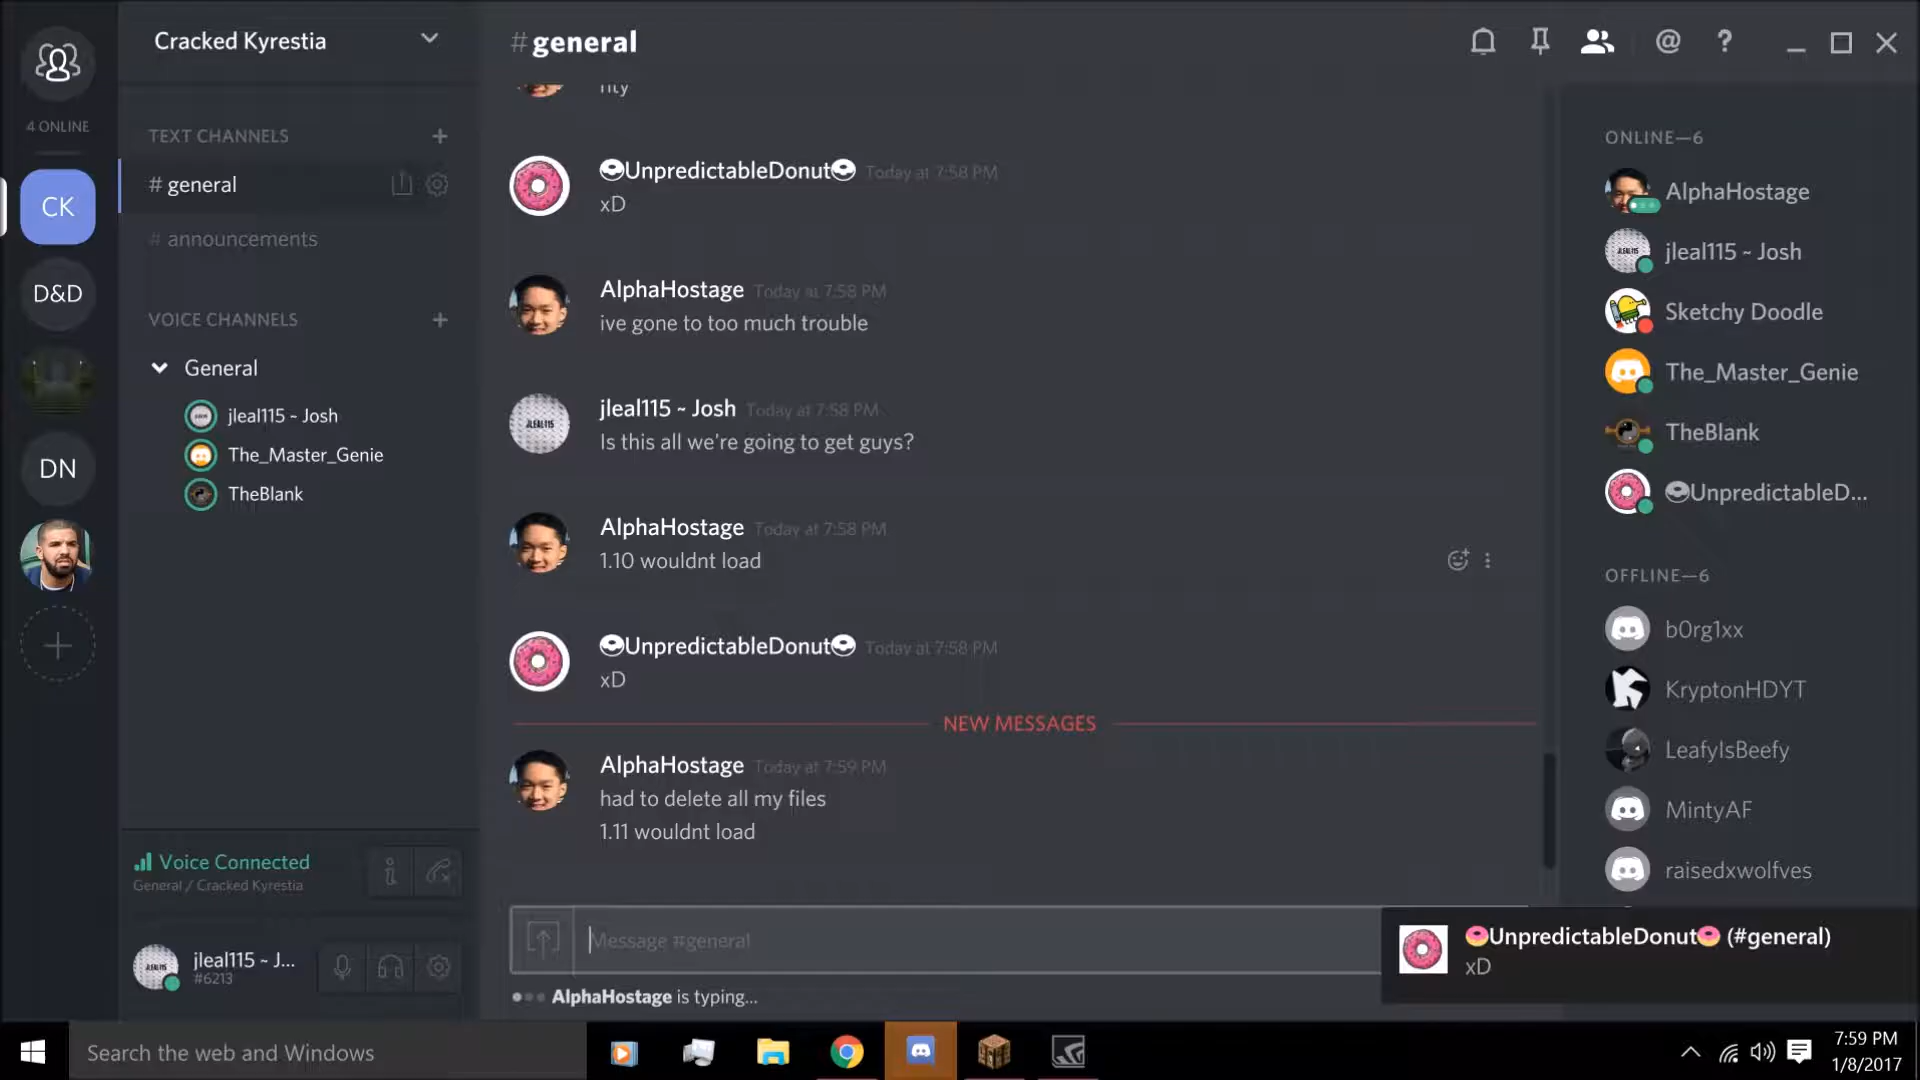 Cracked Kyrestia
# general
4 ONLINE
CK
D&D
DN
TEXT CHANNELS
# general
# announcements
VOICE CHANNELS
General
jleal115 ~ Josh
The_Master_Genie
TheBlank
Voice Connected
General / Cracked Kyrestia
jleal115 ~ J...
#6213
UnpredictableDonut Today at 7:58 PM
xD
AlphaHostage Today at 7:58 PM
ive gone to too much trouble
jleal115 ~ Josh Today at 7:58 PM
Is this all we're going to get guys?
AlphaHostage Today at 7:58 PM
1.10 wouldnt load
UnpredictableDonut Today at 7:58 PM
xD
NEW MESSAGES
AlphaHostage Today at 7:59 PM
had to delete all my files
1.11 wouldnt load
Message #general
AlphaHostage is typing...
ONLINE—6
AlphaHostage
jleal115 ~ Josh
Sketchy Doodle
The_Master_Genie
TheBlank
UnpredictableD...
OFFLINE—6
b0rg1xx
KryptonHDYT
LeafyIsBeefy
MintyAF
raisedxwolfves
UnpredictableDonut (#general)
xD
Search the web and Windows
7:59 PM
1/8/2017